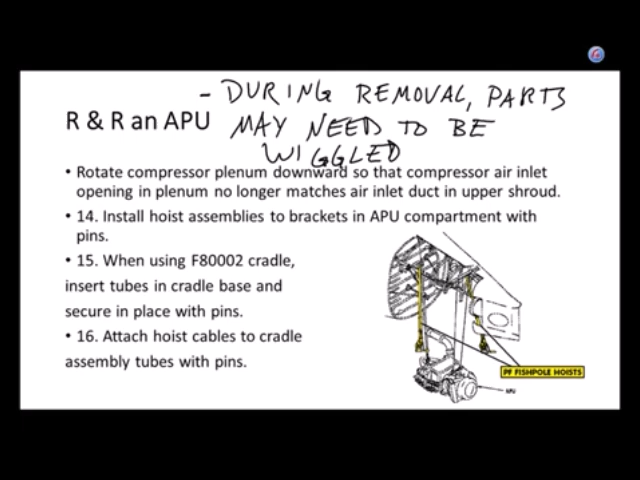 - DURING REMOVAL, PARTS
R & R an APU MAY NEED TO BE
WIGGLED
• Rotate compressor plenum downward so that compressor air inlet
opening in plenum no longer matches air inlet duct in upper shroud.
• 14. Install hoist assemblies to brackets in APU compartment with
pins.
• 15. When using F80002 cradle,
insert tubes in cradle base and
secure in place with pins.
• 16. Attach hoist cables to cradle
assembly tubes with pins.
PF FISHPOLE HOISTS
APU